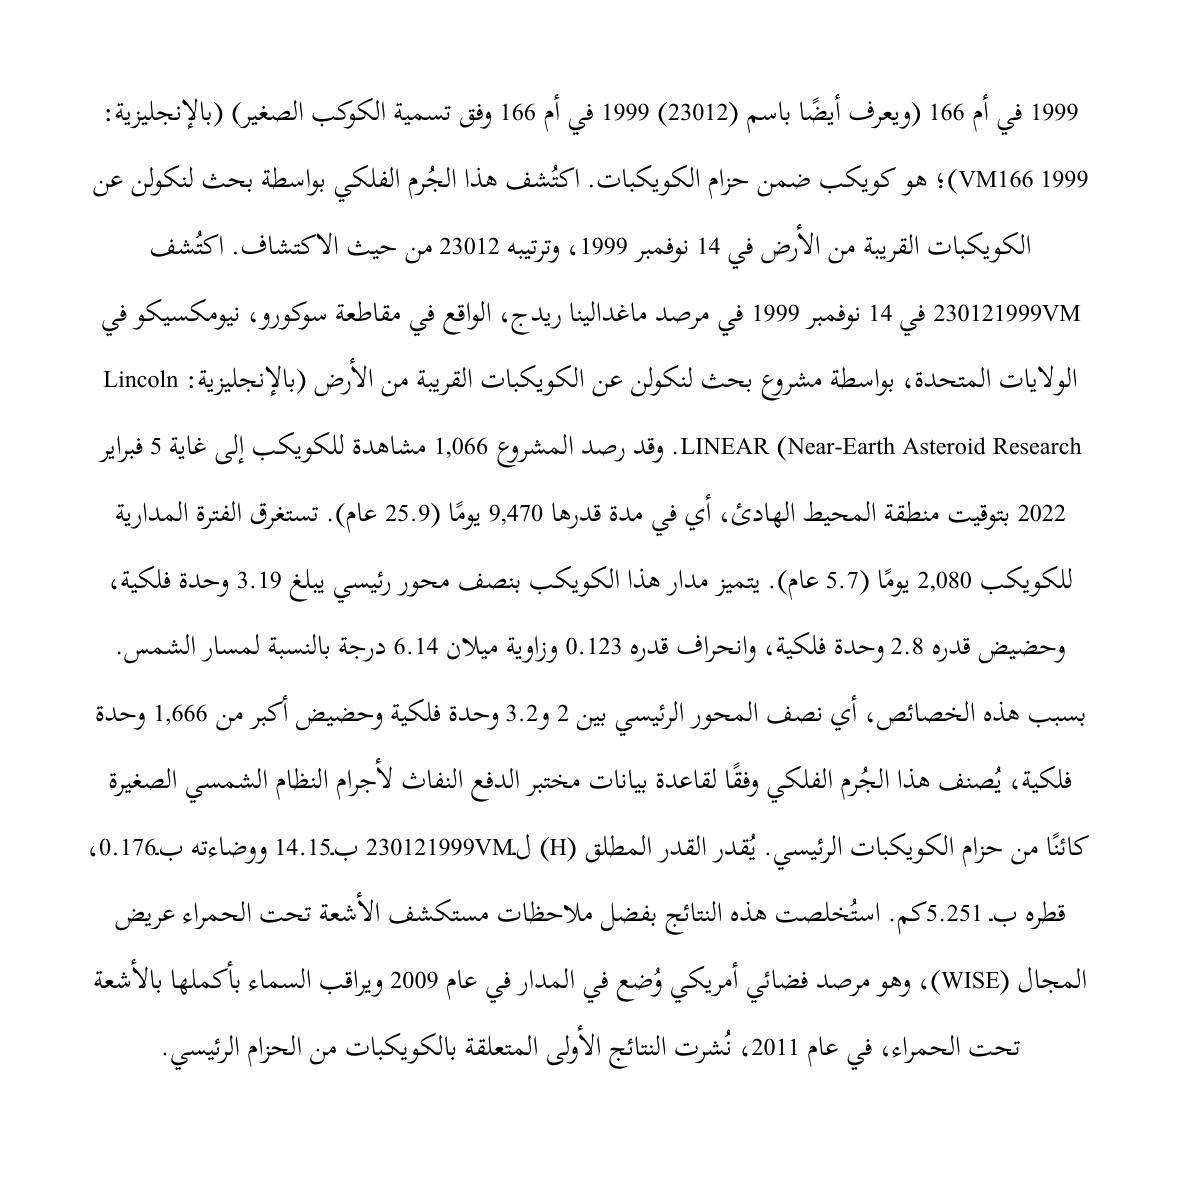 1999 في أم 166 (ويعرف أيضًا باسم (23012) 1999 في أم 166 وفق تسمية الكوكب الصغير) (بالإنجليزية:
1999 VM166)؛ هو كويكب ضمن حزام الكويكبات. اكتُشف هذا الجُرم الفلكي بواسطة بحث لنكولن عن
الكويكبات القريبة من الأرض في 14 نوفمبر 1999، وترتيبه 23012 من حيث الاكتشاف. اكتُشف
230121999VM في 14 نوفمبر 1999 في مرصد ماغدالينا ريدج، الواقع في مقاطعة سوكورو، نيومكسيكو في
الولايات المتحدة، بواسطة مشروع بحث لنكولن عن الكويكبات القريبة من الأرض (بالإنجليزية: Lincoln
Near-Earth Asteroid Research) LINEAR. وقد رصد المشروع 1,066 مشاهدة للكويكب إلى غاية 5 فبراير
2022 بتوقيت منطقة المحيط الهادئ، أي في مدة قدرها 9,470 يومًا (25.9 عام). تستغرق الفترة المدارية
للكويكب 2,080 يومًا (5.7 عام). يتميز مدار هذا الكويكب بنصف محور رئيسي يبلغ 3.19 وحدة فلكية،
وحضيض قدره 2.8 وحدة فلكية، وانحراف قدره 0.123 وزاوية ميلان 6.14 درجة بالنسبة لمسار الشمس.
بسبب هذه الخصائص، أي نصف المحور الرئيسي بين 2 و3.2 وحدة فلكية وحضيض أكبر من 1,666 وحدة
فلكية، يُصنف هذا الجُرم الفلكي وفقًا لقاعدة بيانات مختبر الدفع النفاث لأجرام النظام الشمسي الصغيرة
كائنًا من حزام الكويكبات الرئيسي. يُقدر القدر المطلق (H) لـ230121999VM بـ14.15 ووضاءته بـ0.176،
قطره بـ 5.251كم. استُخلصت هذه النتائج بفضل ملاحظات مستكشف الأشعة تحت الحمراء عريض
المجال (WISE)، وهو مرصد فضائي أمريكي وُضع في المدار في عام 2009 ويراقب السماء بأكملها بالأشعة
تحت الحمراء، في عام 2011، نُشرت النتائج الأولى المتعلقة بالكويكبات من الحزام الرئيسي.